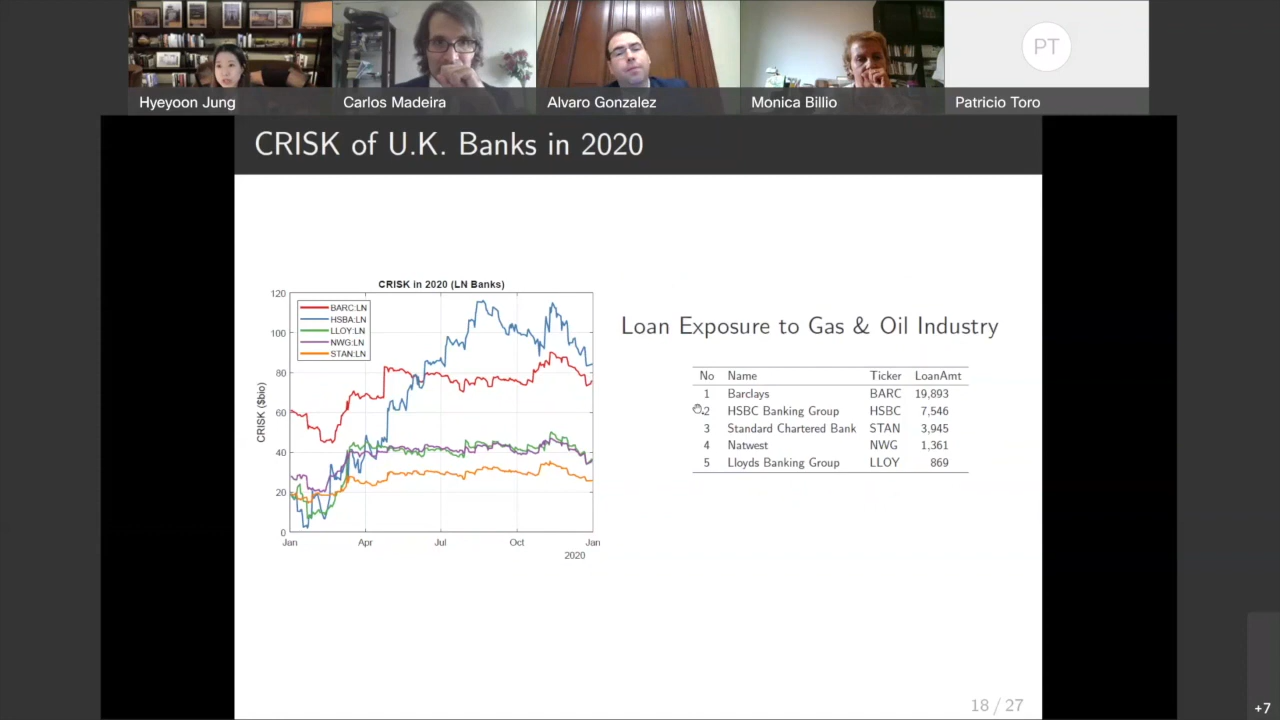 PT
Hyeyoon Jung
Carlos Madeira
Alvaro Gonzalez
Monica Billio
Patricio Toro
CRISK of U.K. Banks in 2020
CRISK in 2020 (LN Banks)
CRISK ($bio)
120
100
80
60
40
20
0
BARC:LN
HSBA:LN
LLOY:LN
NWG:LN
STAN:LN
Jan Apr Jul Oct Jan
2020
Loan Exposure to Gas & Oil Industry
No Name Ticker LoanAmt
1 Barclays BARC 19,893
2 HSBC Banking Group HSBC 7,546
3 Standard Chartered Bank STAN 3,945
4 Natwest NWG 1,361
5 Lloyds Banking Group LLOY 869
18 / 27
+7